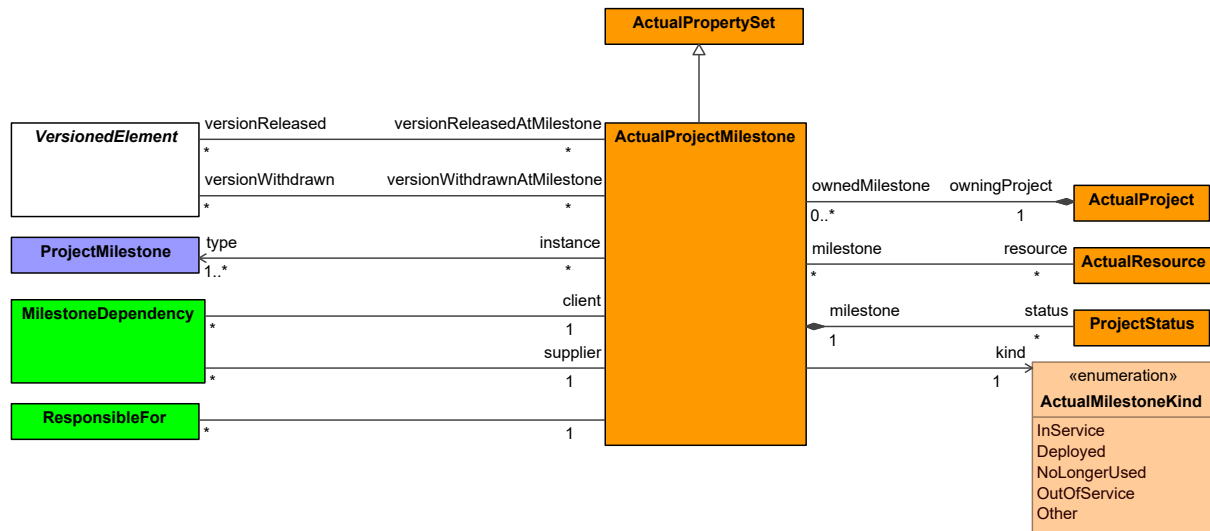 ActualPropertySet
VersionedElement
versionReleased
versionReleasedAtMilestone
*
*
versionWithdrawn
versionWithdrawnAtMilestone
*
*
ActualProjectMilestone
ownedMilestone
owningProject
0..*
1
ActualProject
ProjectMilestone
type
instance
1..*
*
milestone
resource
*
*
ActualResource
MilestoneDependency
client
*
1
supplier
*
1
milestone
status
1
*
ProjectStatus
kind
1
«enumeration»
ActualMilestoneKind
InService
Deployed
NoLongerUsed
OutOfService
Other
ResponsibleFor
*
1